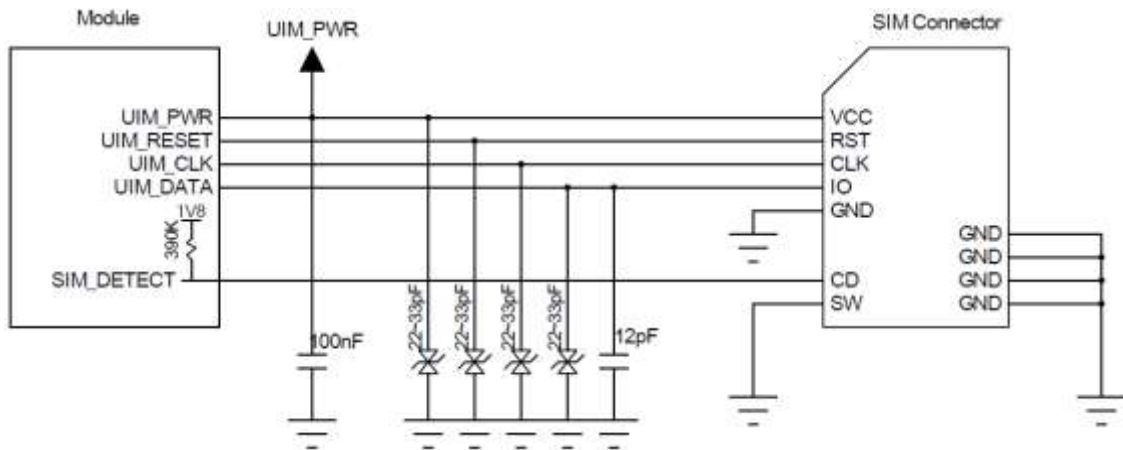 Module
UIM_PWR
SIM Connector
UIM_PWR
UIM_RESET
UIM_CLK
UIM_DATA
1V8
390K
SIM_DETECT
100nF
22~33pF
22~33pF
22~33pF
22~33pF
12pF
VCC
RST
CLK
IO
GND
CD
SW
GND
GND
GND
GND